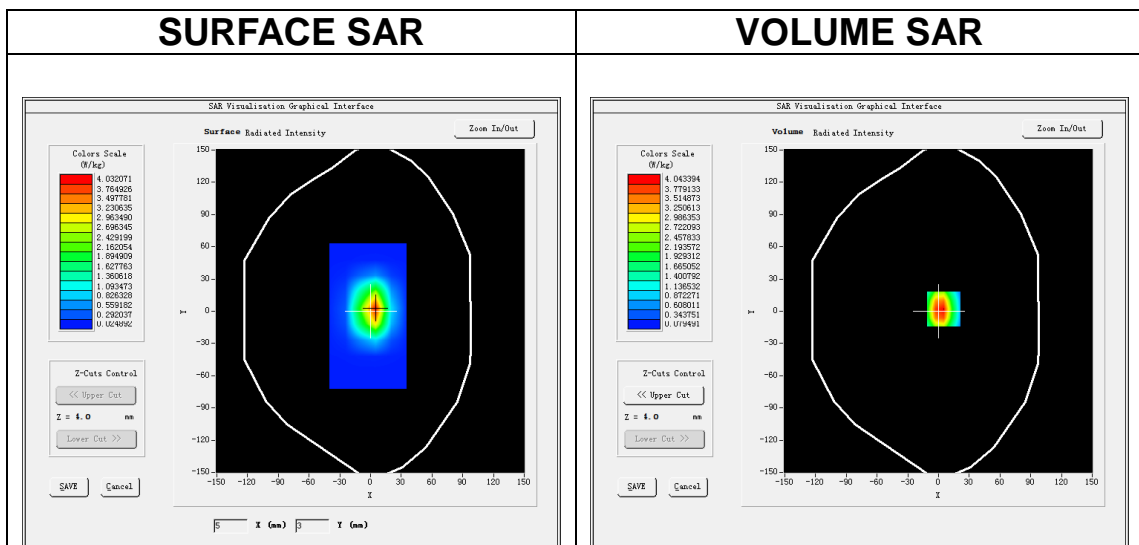 SURFACE SAR
VOLUME SAR
SAR Visualisation Graphical Interface
Surface Radiated Intensity
Zoom In/Out
Colors Scale
(W/kg)
4.032071
3.764926
3.497781
3.230635
2.963490
2.696345
2.429199
2.162054
1.894909
1.627763
1.360618
1.093473
0.826328
0.559182
0.292037
0.024892
150
120
90
60
30
0
-30
-60
-90
-120
-150
Y
-150 -120 -90 -60 -30 0 30 60 90 120 150
X
Z-Cuts Control
<< Upper Cut
Z = 4.0 mm
Lower Cut >>
SAVE Cancel
5 X (mm) 3 Y (mm)
SAR Visualisation Graphical Interface
Volume Radiated Intensity
Zoom In/Out
Colors Scale
(W/kg)
4.043394
3.779133
3.514873
3.250613
2.986353
2.722093
2.457833
2.193572
1.929312
1.665052
1.400792
1.136532
0.872271
0.608011
0.343751
0.079491
150
120
90
60
30
0
-30
-60
-90
-120
-150
Y
-150 -120 -90 -60 -30 0 30 60 90 120 150
X
Z-Cuts Control
<< Upper Cut
Z = 4.0 mm
Lower Cut >>
SAVE Cancel